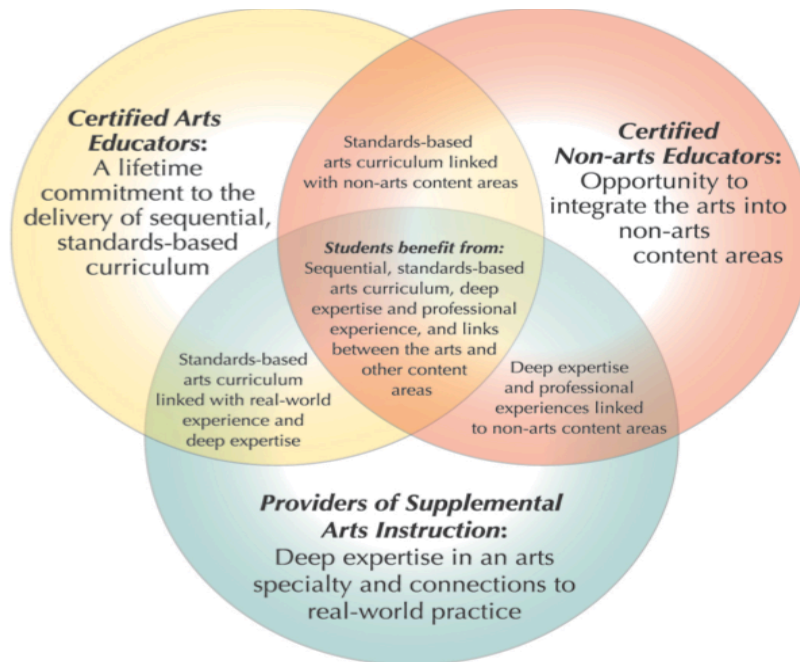 Certified Arts
Educators:
A lifetime
commitment to the
delivery of sequential,
standards-based
curriculum
Standards-based
arts curriculum linked
with non-arts content areas
Certified
Non-arts Educators:
Opportunity to
integrate the arts into
non-arts
content areas
Students benefit from:
Sequential, standards-based
arts curriculum, deep
expertise and professional
experience, and links
between the arts and
other content
areas
Standards-based
arts curriculum
linked with real-world
experience and
deep expertise
Deep expertise
and professional
experiences linked
to non-arts content areas
Providers of Supplemental
Arts Instruction:
Deep expertise in an arts
specialty and connections to
real-world practice